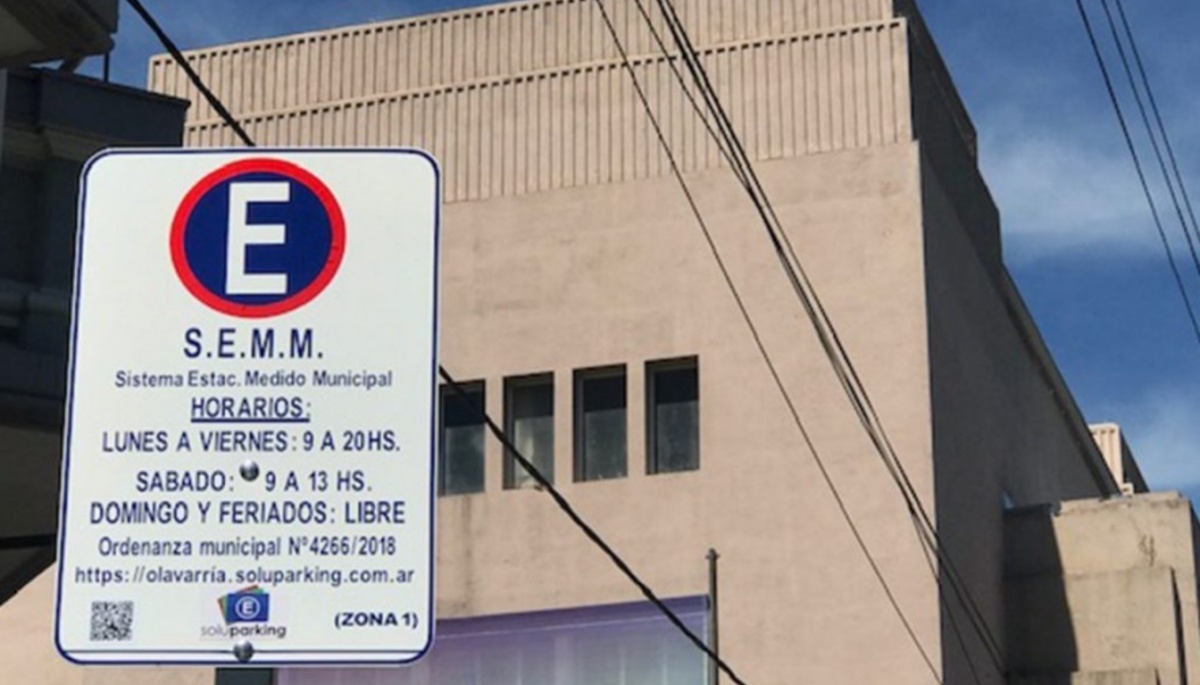 E
S.E.M.M.
Sistema Estac. Medido Municipal
HORARIOS:
LUNES A VIERNES: 9 A 20HS.
SABADO: 9 A 13 HS.
DOMINGO Y FERIADOS: LIBRE
Ordenanza municipal Nº4266/2018
https://olavarría.soluparking.com.ar
E
soluparking
(ZONA 1)